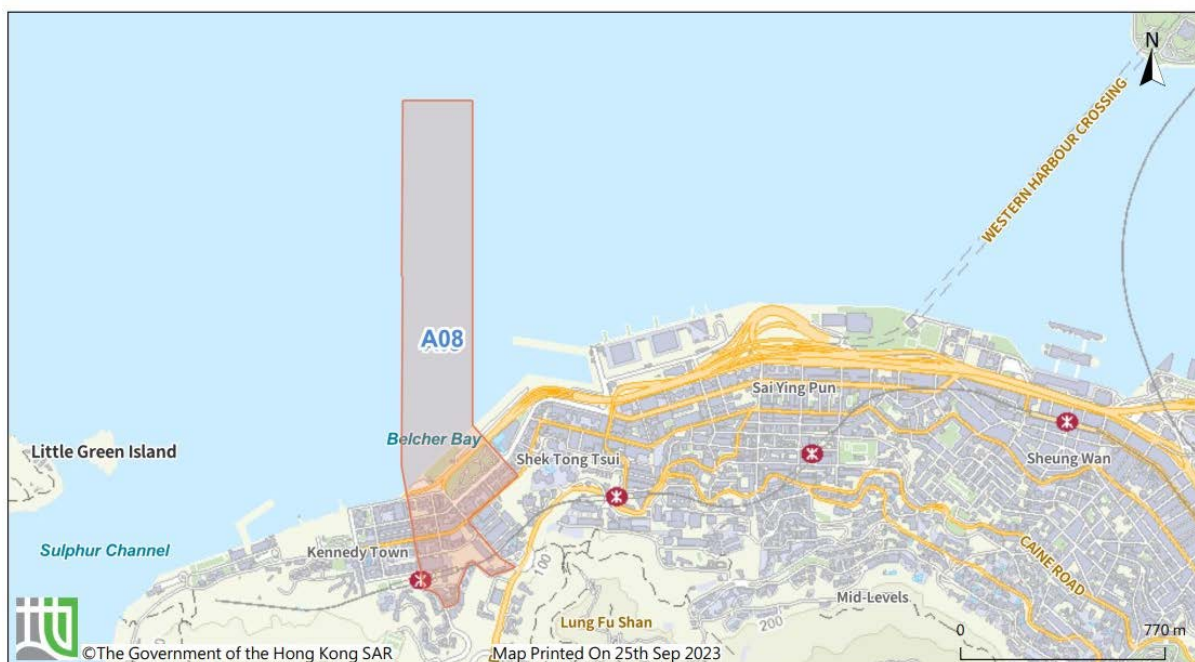 N
WESTERN HARBOUR CROSSING
A08
Sai Ying Pun
Belcher Bay
Little Green Island
Shek Tong Tsui
Sheung Wan
Sulphur Channel
Kennedy Town
100
CAINE ROAD
Mid-Levels
200
Lung Fu Shan
0
770 m
©The Government of the Hong Kong SAR
Map Printed On 25th Sep 2023